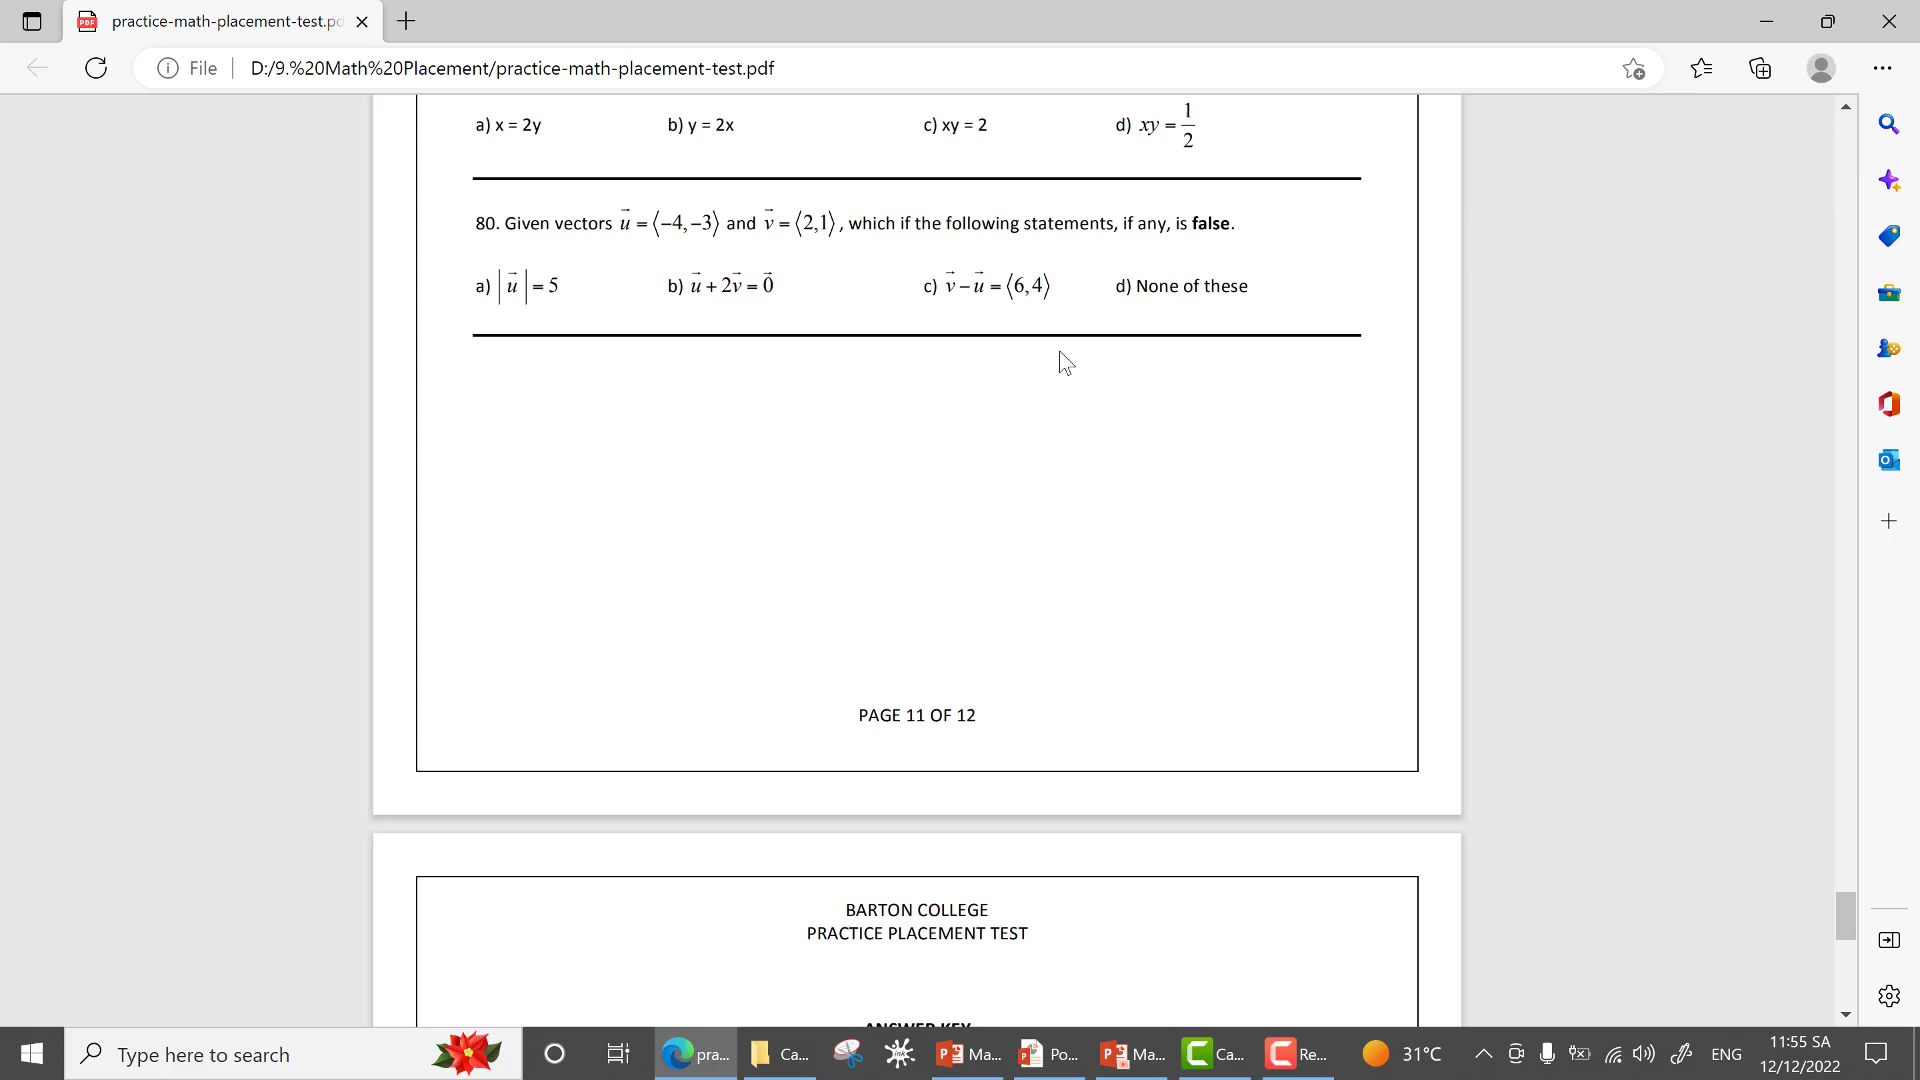 practice-math-placement-test.pd
File D:/9.%20Math%20Placement/practice-math-placement-test.pdf
a) x = 2y b) y = 2x c) xy = 2 d) xy = 1/2
80. Given vectors u⃗ = ⟨−4,−3⟩ and v⃗ = ⟨2,1⟩, which if the following statements, if any, is false.
a) |u⃗| = 5 b) u⃗ + 2v⃗ = 0⃗ c) v⃗ − u⃗ = ⟨6,4⟩ d) None of these
PAGE 11 OF 12
BARTON COLLEGE
PRACTICE PLACEMENT TEST
ANSWER KEY
Type here to search pra... Ca... Ma... Po... Ma... Ca... Re... 31°C ENG 11:55 SA
12/12/2022